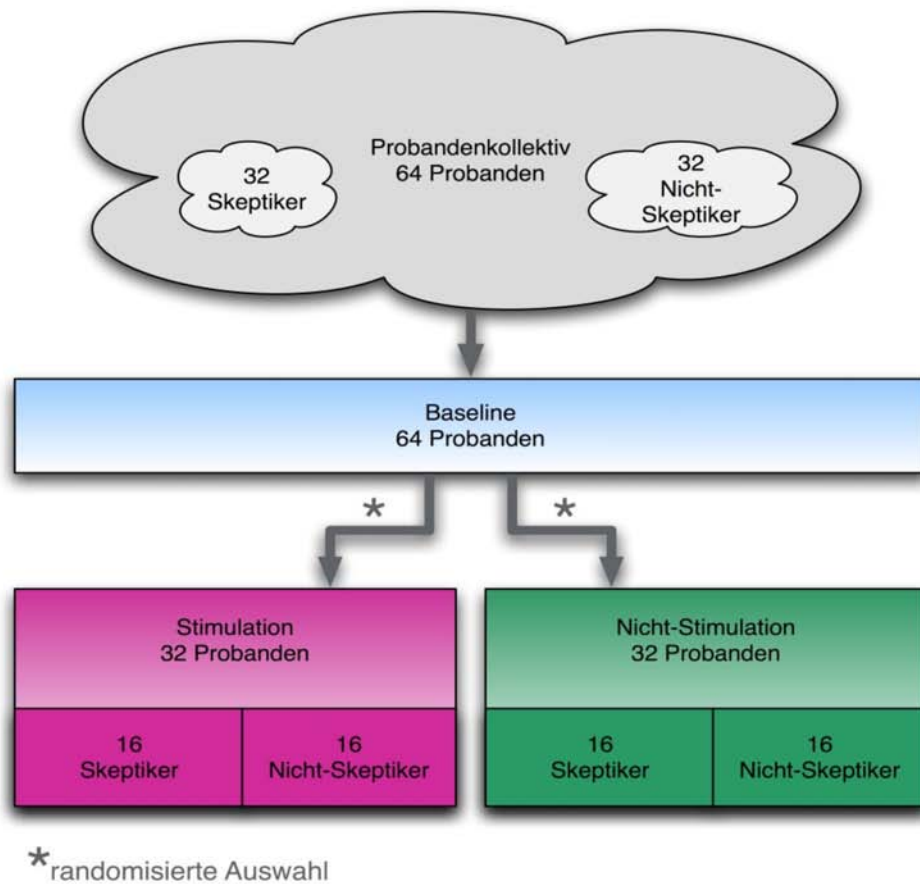 Probandenkollektiv
64 Probanden
32
Skeptiker
32
Nicht-
Skeptiker
Baseline
64 Probanden
*
*
Stimulation
32 Probanden
Nicht-Stimulation
32 Probanden
16
Skeptiker
16
Nicht-Skeptiker
16
Skeptiker
16
Nicht-Skeptiker
*randomisierte Auswahl